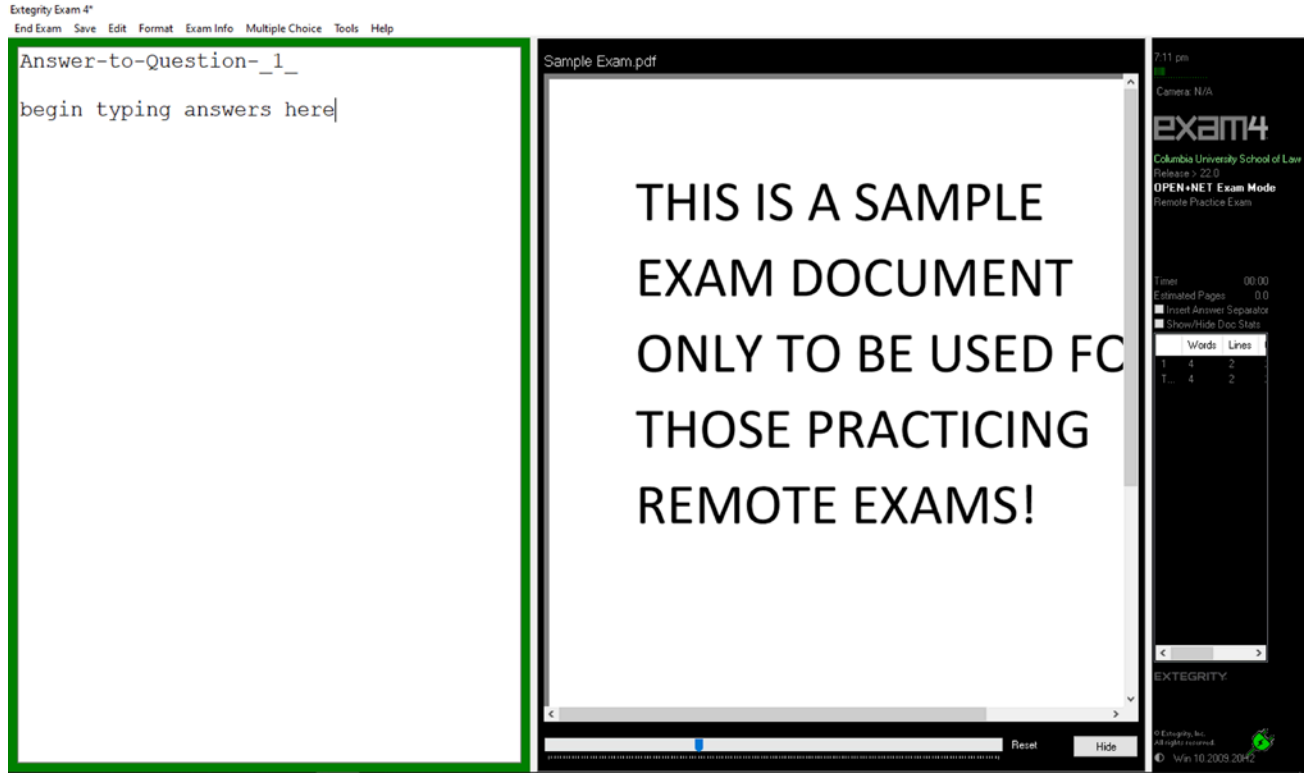 Extegrity Exam 4*
End Exam Save Edit Format Exam Info Multiple Choice Tools Help
Answer-to-Question-_1_
begin typing answers here
Sample Exam.pdf
THIS IS A SAMPLE
EXAM DOCUMENT
ONLY TO BE USED FO
THOSE PRACTICING
REMOTE EXAMS!
Reset Hide
7:11 pm
Camera: N/A
exam4
Columbia University School of Law
Release > 22.0
OPEN+NET Exam Mode
Remote Practice Exam
Timer 00:00
Estimated Pages 0.0
Insert Answer Separator
Show/Hide Doc Stats
Words Lines
1 4 2
T... 4 2
EXTEGRITY
© Extegrity, Inc.
All rights reserved.
Win 10.2009.20H2